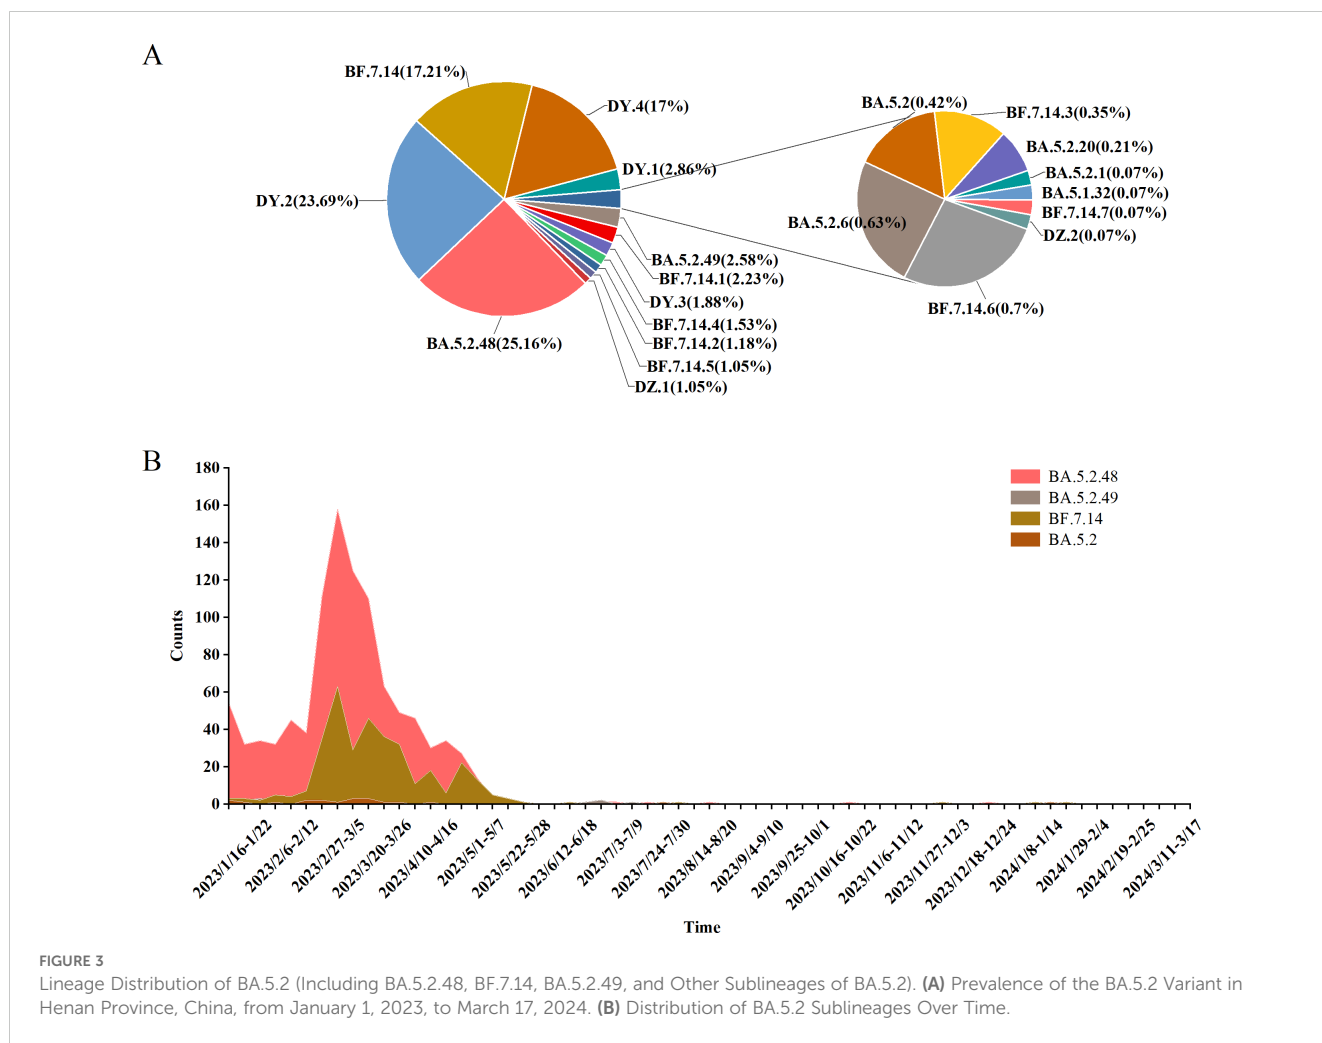 A
BF.7.14(17.21%)
DY.4(17%)
DY.1(2.86%)
DY.2(23.69%)
BA.5.2.49(2.58%)
BF.7.14.1(2.23%)
DY.3(1.88%)
BF.7.14.4(1.53%)
BF.7.14.2(1.18%)
BF.7.14.5(1.05%)
DZ.1(1.05%)
BA.5.2.48(25.16%)
BA.5.2(0.42%)
BF.7.14.3(0.35%)
BA.5.2.20(0.21%)
BA.5.2.1(0.07%)
BA.5.1.32(0.07%)
BF.7.14.7(0.07%)
DZ.2(0.07%)
BA.5.2.6(0.63%)
BF.7.14.6(0.7%)
B
180
160
140
120
100
80
60
40
20
0
Counts
BA.5.2.48
BA.5.2.49
BF.7.14
BA.5.2
2023/1/16-1/22
2023/2/6-2/12
2023/2/27-3/5
2023/3/20-3/26
2023/4/10-4/16
2023/5/1-5/7
2023/5/22-5/28
2023/6/12-6/18
2023/7/3-7/9
2023/7/24-7/30
2023/8/14-8/20
2023/9/4-9/10
2023/9/25-10/1
2023/10/16-10/22
2023/11/6-11/12
2023/11/27-12/3
2023/12/18-12/24
2024/1/8-1/14
2024/1/29-2/4
2024/2/19-2/25
2024/3/11-3/17
Time
FIGURE 3
Lineage Distribution of BA.5.2 (Including BA.5.2.48, BF.7.14, BA.5.2.49, and Other Sublineages of BA.5.2). (A) Prevalence of the BA.5.2 Variant in
Henan Province, China, from January 1, 2023, to March 17, 2024. (B) Distribution of BA.5.2 Sublineages Over Time.